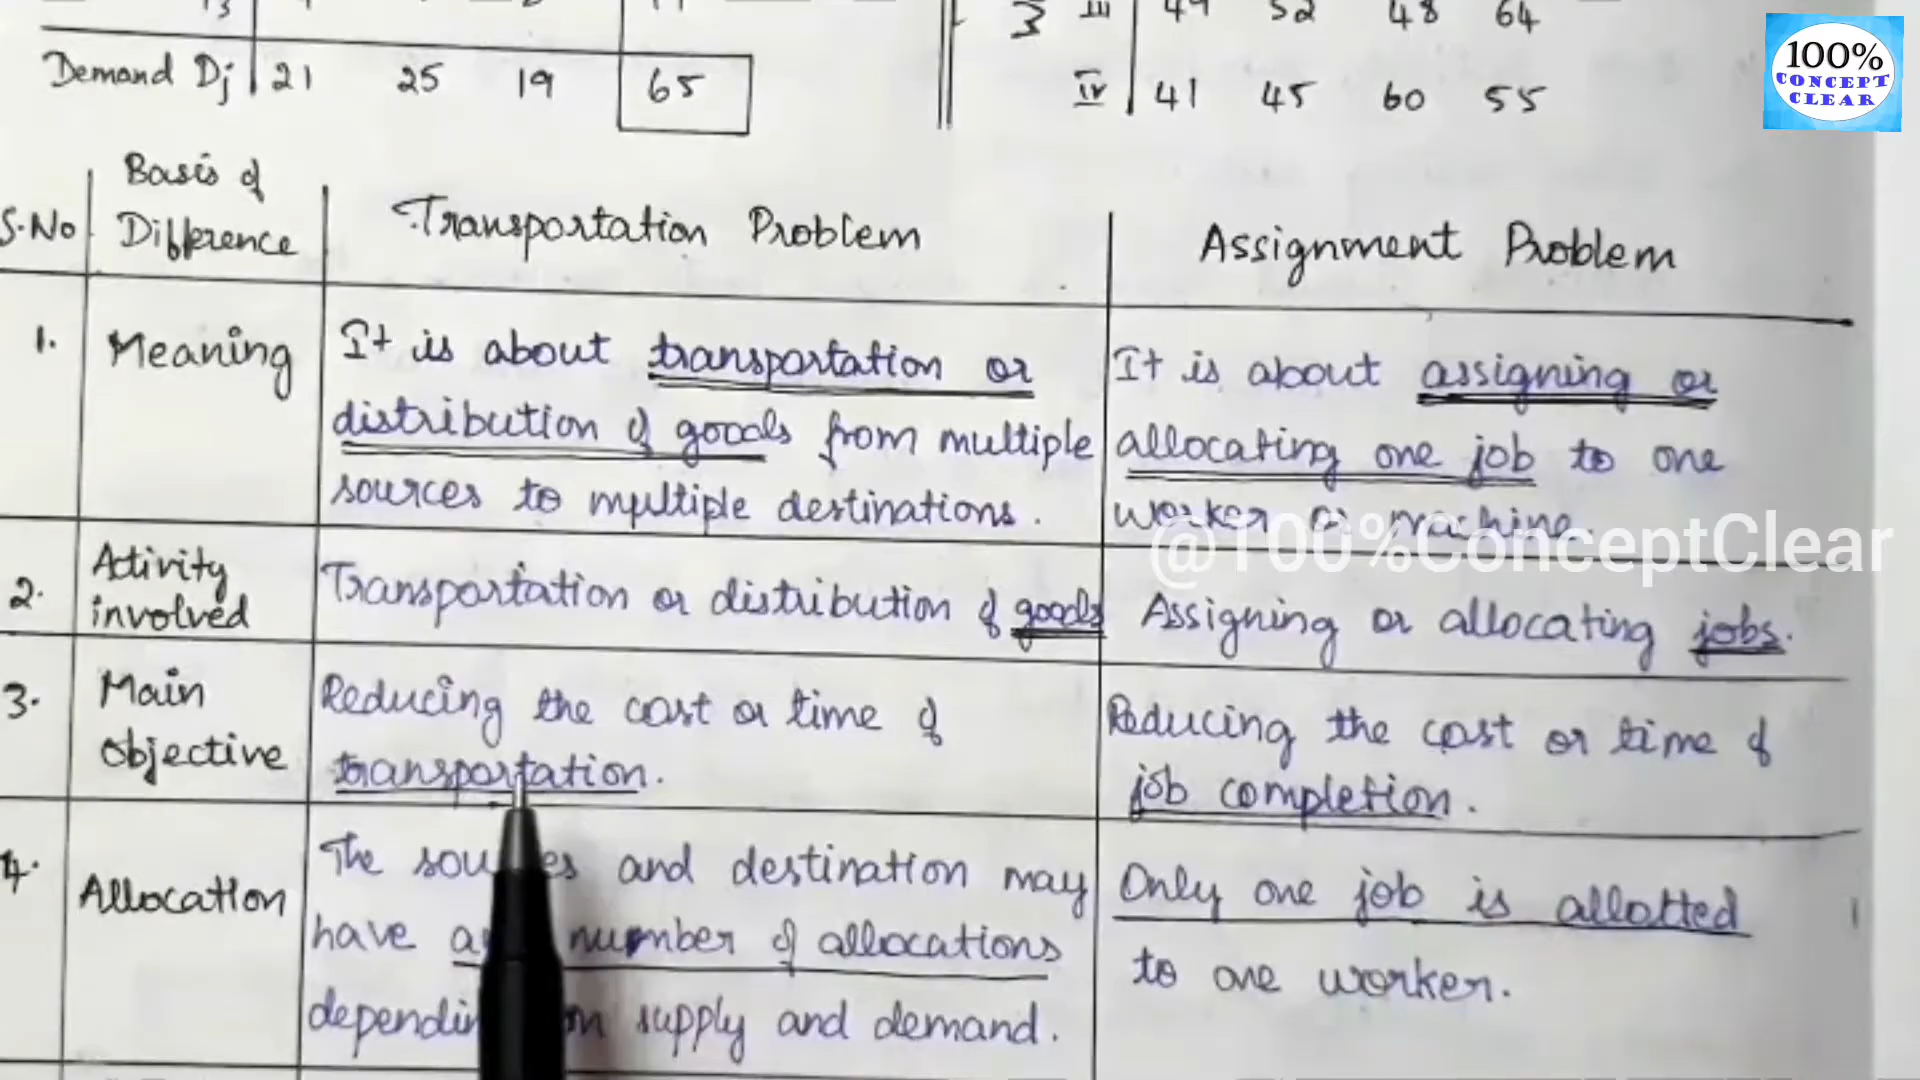 III 49 52 48 64
Demand Dj 21 25 19 65
IV 41 45 60 55
100%
CONCEPT
CLEAR
S.No Basis of Difference Transportation Problem Assignment Problem
1. Meaning
It is about transportation or
distribution of goods from multiple
sources to multiple destinations.
It is about assigning or
allocating one job to one
worker or machine.
@100%ConceptClear
2. Activity
involved
Transportation or distribution of goods
Assigning or allocating jobs.
3. Main
Objective
Reducing the cost or time of
transportation.
Reducing the cost or time of
job completion.
4. Allocation
The sources and destination may
have number of allocations
supply and demand.
Only one job is allotted
to one worker.